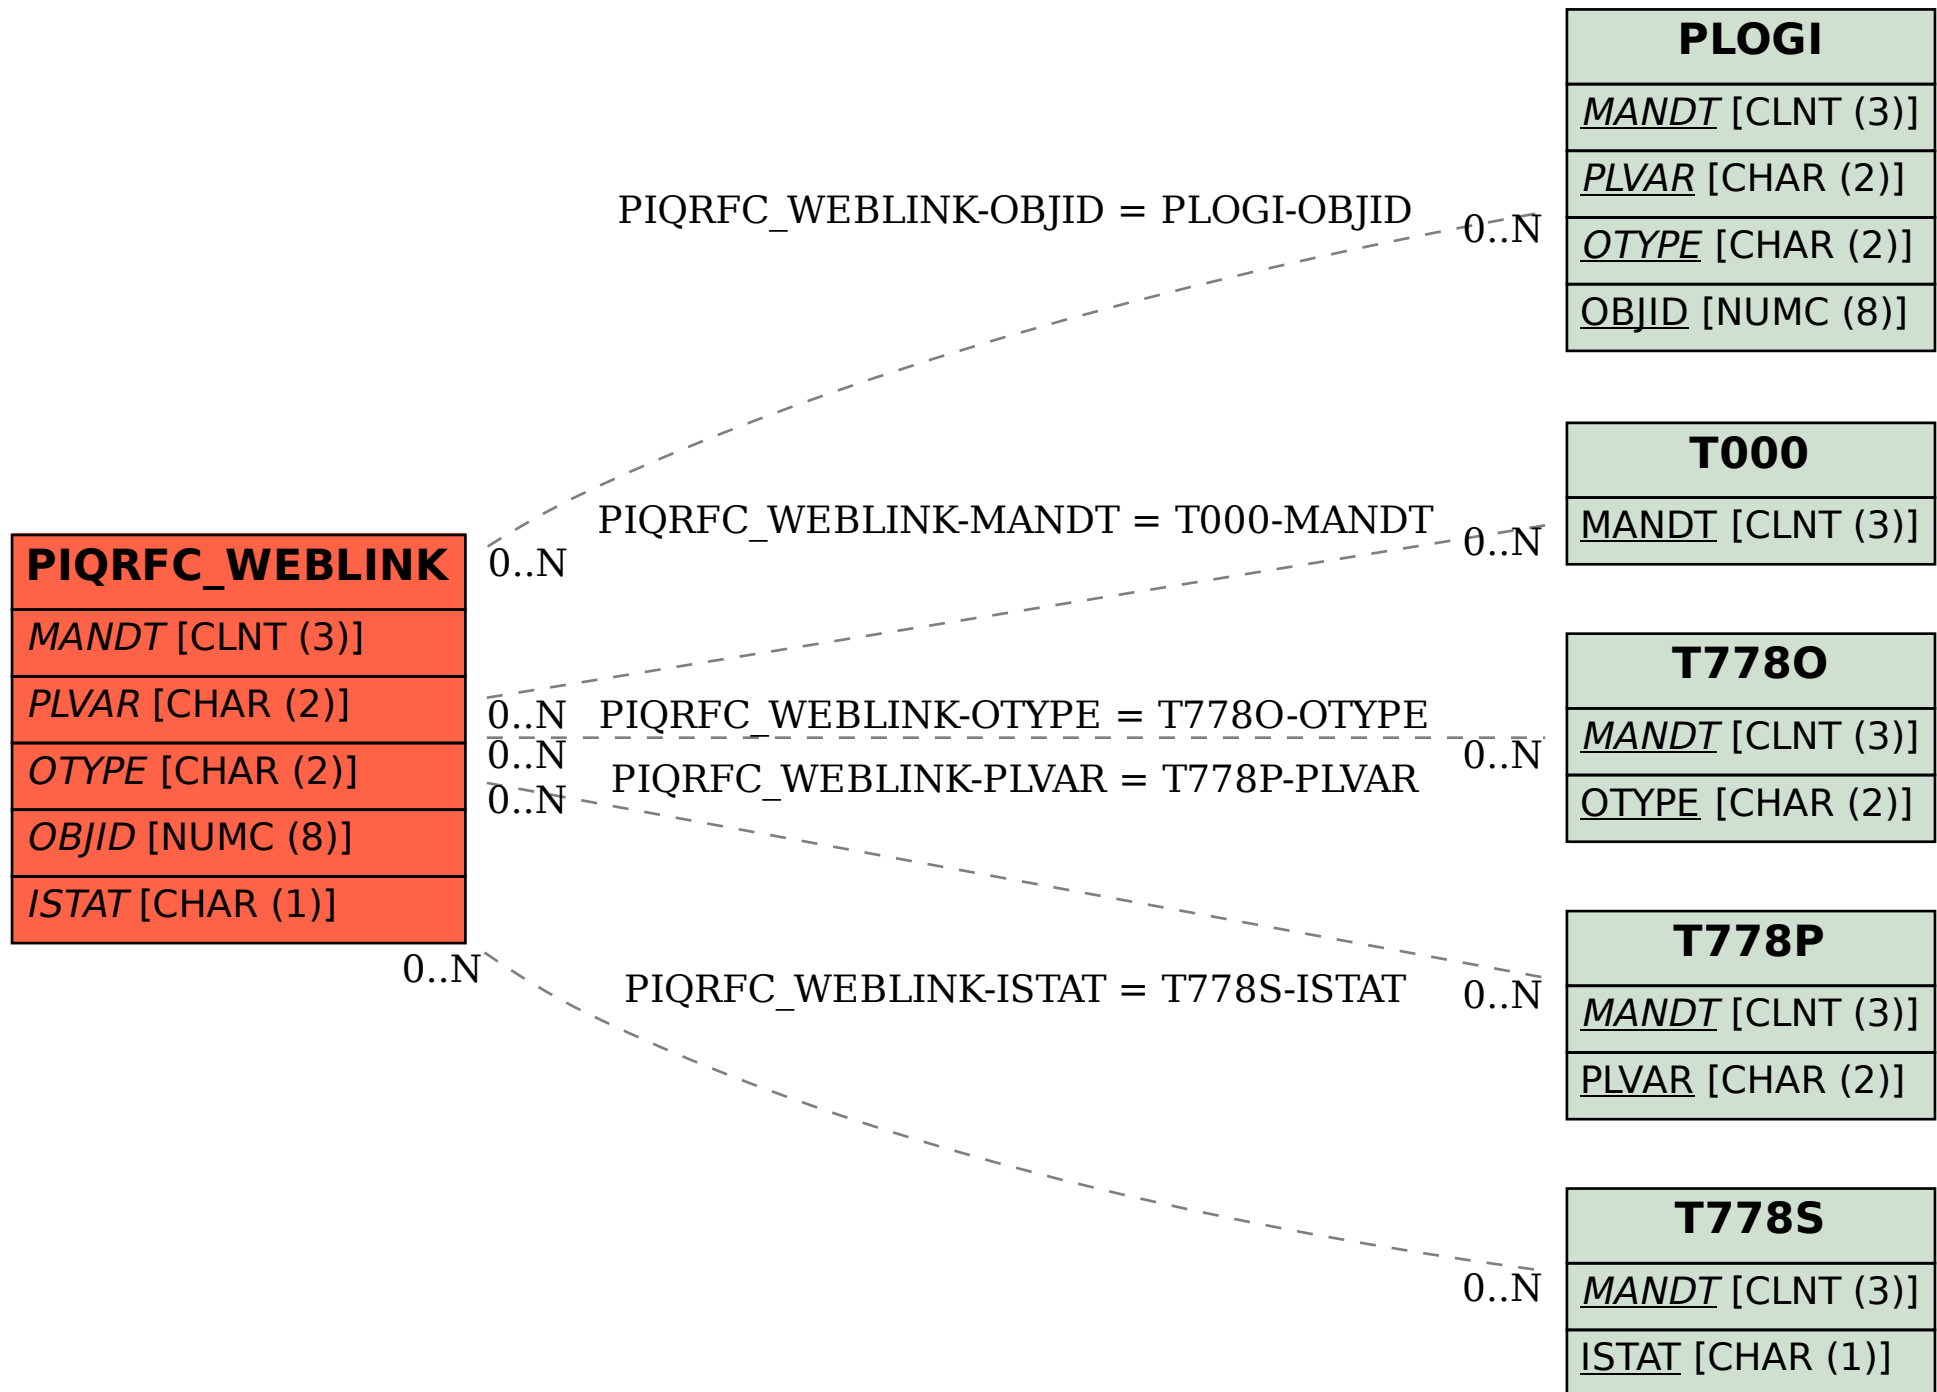 PLOGI
MANDT [CLNT (3)]
PLVAR [CHAR (2)]
OTYPE [CHAR (2)]
OBJID [NUMC (8)]
PIQRFC_WEBLINK-OBJID = PLOGI-OBJID
0..N
0..N
T000
MANDT [CLNT (3)]
PIQRFC_WEBLINK-MANDT = T000-MANDT
0..N
0..N
PIQRFC_WEBLINK
MANDT [CLNT (3)]
PLVAR [CHAR (2)]
OTYPE [CHAR (2)]
OBJID [NUMC (8)]
ISTAT [CHAR (1)]
T778O
MANDT [CLNT (3)]
OTYPE [CHAR (2)]
PIQRFC_WEBLINK-OTYPE = T778O-OTYPE
0..N
0..N
PIQRFC_WEBLINK-PLVAR = T778P-PLVAR
0..N
0..N
T778P
MANDT [CLNT (3)]
PLVAR [CHAR (2)]
PIQRFC_WEBLINK-ISTAT = T778S-ISTAT
0..N
0..N
T778S
MANDT [CLNT (3)]
ISTAT [CHAR (1)]